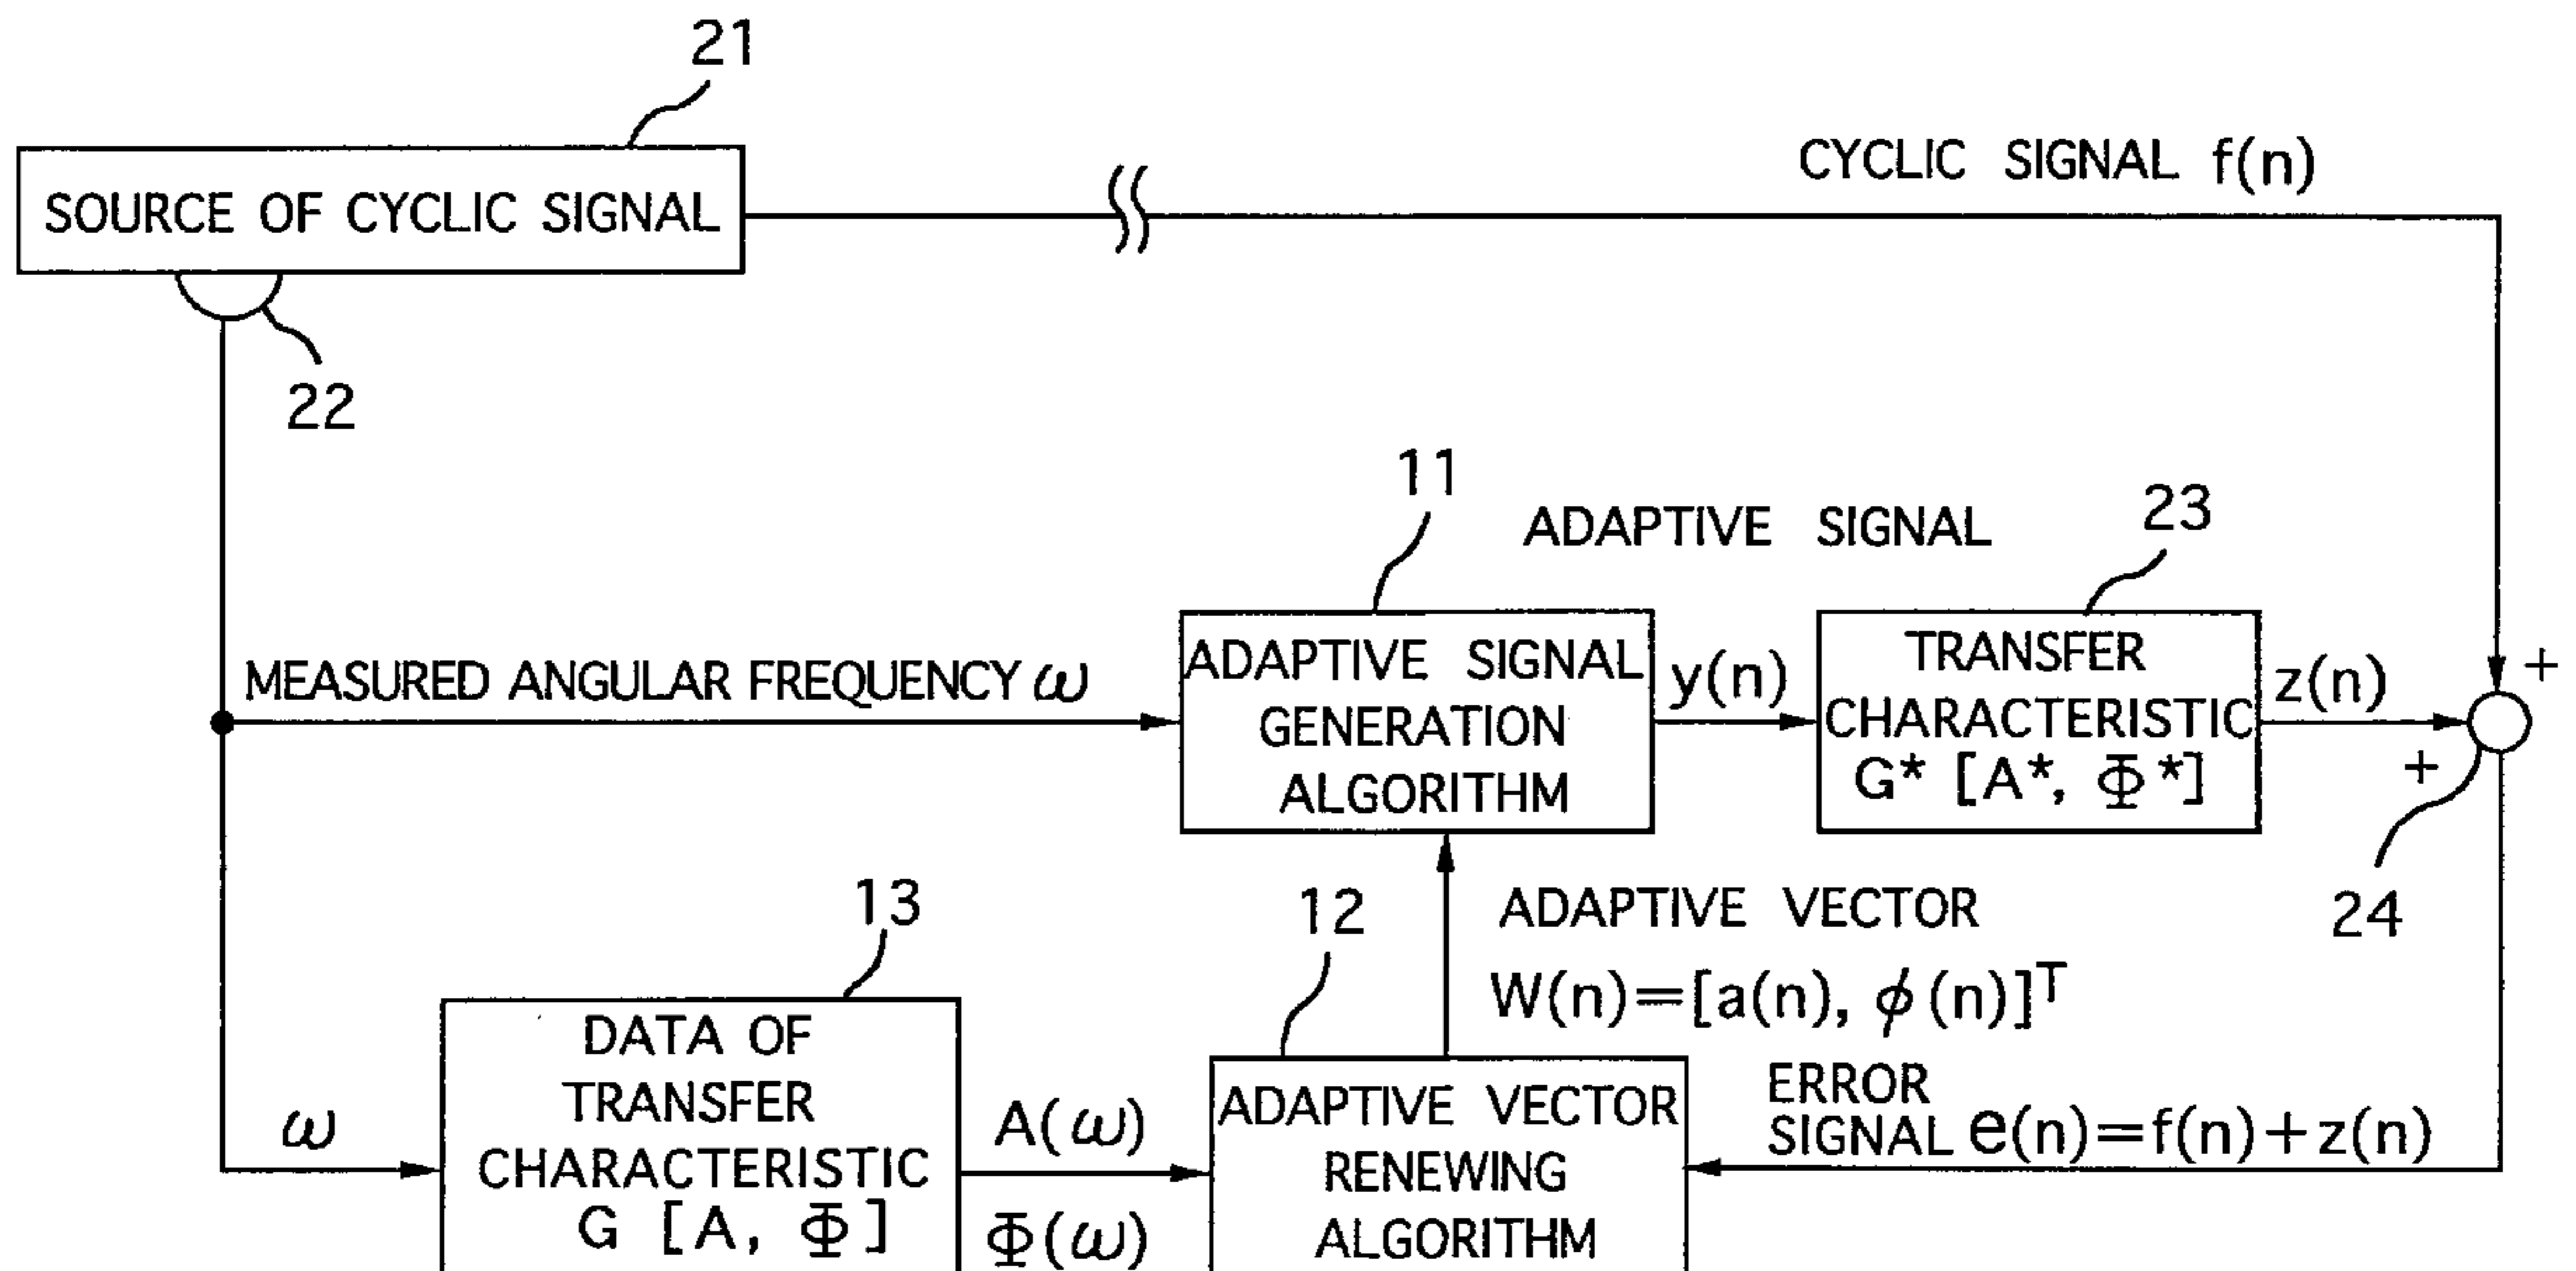 21
CYCLIC SIGNAL f(n)
SOURCE OF CYCLIC SIGNAL
22
11
ADAPTIVE SIGNAL
23
MEASURED ANGULAR FREQUENCY ω
ADAPTIVE SIGNAL
GENERATION
ALGORITHM
y(n)
TRANSFER
CHARACTERISTIC
G* [A*, Φ*]
z(n)
+
+
24
13
12
ADAPTIVE VECTOR
W(n)=[a(n), ϕ(n)]ᵀ
DATA OF
TRANSFER
CHARACTERISTIC
G [A, Φ]
ω
A(ω)
Φ(ω)
ADAPTIVE VECTOR
RENEWING
ALGORITHM
ERROR
SIGNAL e(n)=f(n)+z(n)